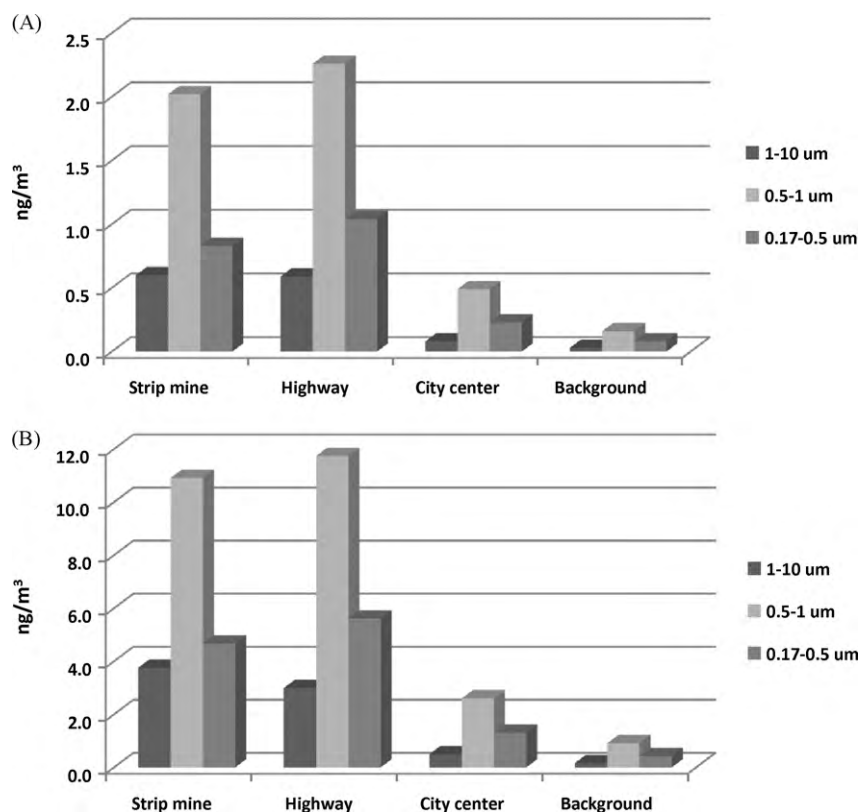 (A)
2.5
2.0
1.5
1.0
0.5
0.0
ng/m³
Strip mine Highway City center Background
1-10 um
0.5-1 um
0.17-0.5 um
(B)
12.0
10.0
8.0
6.0
4.0
2.0
0.0
ng/m³
Strip mine Highway City center Background
1-10 um
0.5-1 um
0.17-0.5 um